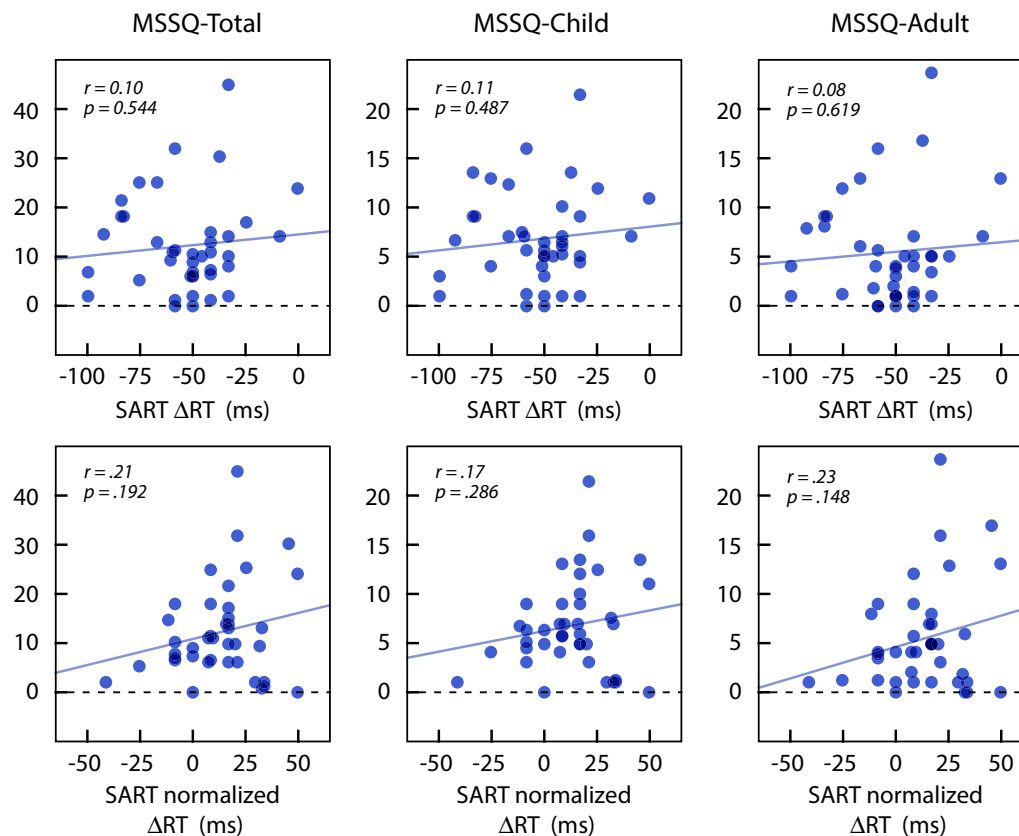 MSSQ-Total
MSSQ-Child
MSSQ-Adult
r = 0.10
p = 0.544
40
30
20
10
0
-100 -75 -50 -25 0
SART ΔRT (ms)
r = 0.11
p = 0.487
20
15
10
5
0
-100 -75 -50 -25 0
SART ΔRT (ms)
r = 0.08
p = 0.619
20
15
10
5
0
-100 -75 -50 -25 0
SART ΔRT (ms)
r = .21
p = .192
40
30
20
10
0
-50 -25 0 25 50
SART normalized
ΔRT (ms)
r = .17
p = .286
20
15
10
5
0
-50 -25 0 25 50
SART normalized
ΔRT (ms)
r = .23
p = .148
20
15
10
5
0
-50 -25 0 25 50
SART normalized
ΔRT (ms)